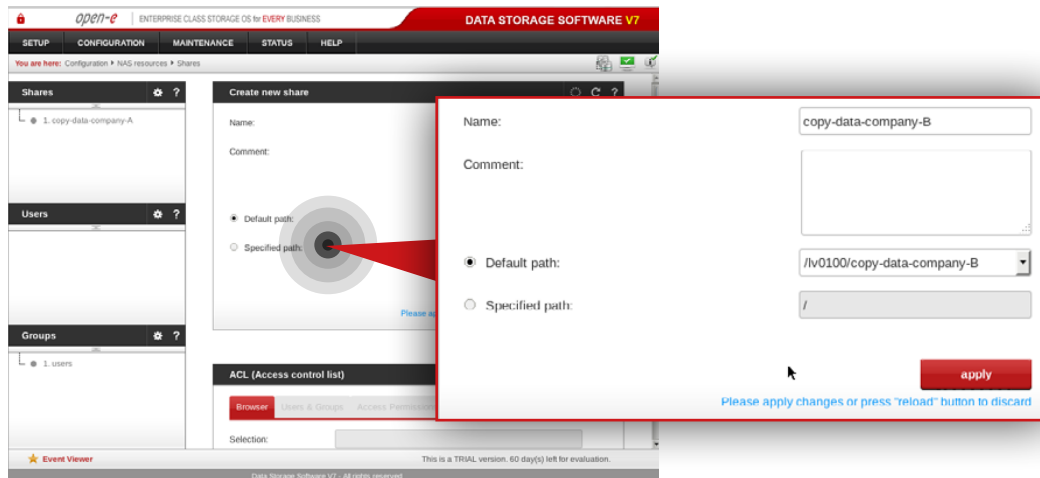 open-e ENTERPRISE CLASS STORAGE OS for EVERY BUSINESS DATA STORAGE SOFTWARE V7
SETUP CONFIGURATION MAINTENANCE STATUS HELP
You are here: Configuration NAS resources Shares
Shares ?
1. copy-data-company-A
Users ?
Groups ?
1. users
Create new share ?
Name:
Comment:
Default path:
Specified path:
Please ap
ACL (Access control list)
Browser Users & Groups Access Permission
Selection:
Name: copy-data-company-B
Comment:
Default path: /lv0100/copy-data-company-B
Specified path: /
apply
Please apply changes or press "reload" button to discard
Event Viewer This is a TRIAL version. 60 day(s) left for evaluation.
Data Storage Software V7 - All rights reserved